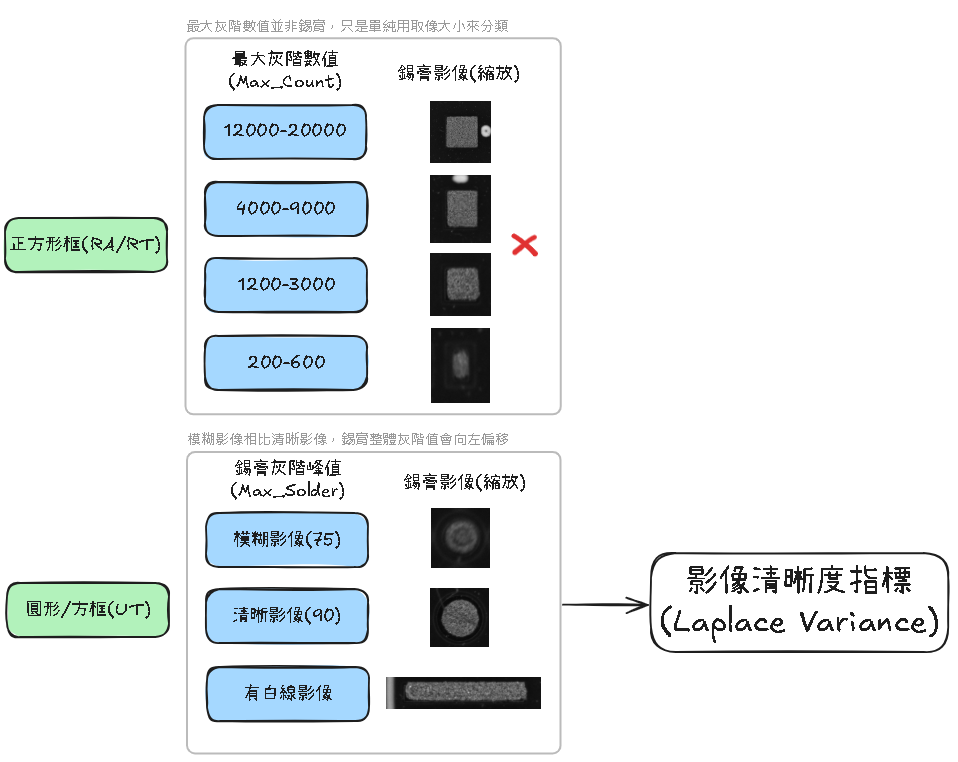 最大灰階數值並非錫膏，只是單純用取像大小來分類
最大灰階數值
(Max_Count)
錫膏影像(縮放)
12000-20000
4000-9000
正方形框(RA/RT)
1200-3000
200-600
模糊影像相比清晰影像，錫膏整體灰階值會向左偏移
錫膏灰階峰值
(Max_Solder)
錫膏影像(縮放)
模糊影像(75)
圓形/方框(UT)
清晰影像(90)
影像清晰度指標
(Laplace Variance)
有白線影像